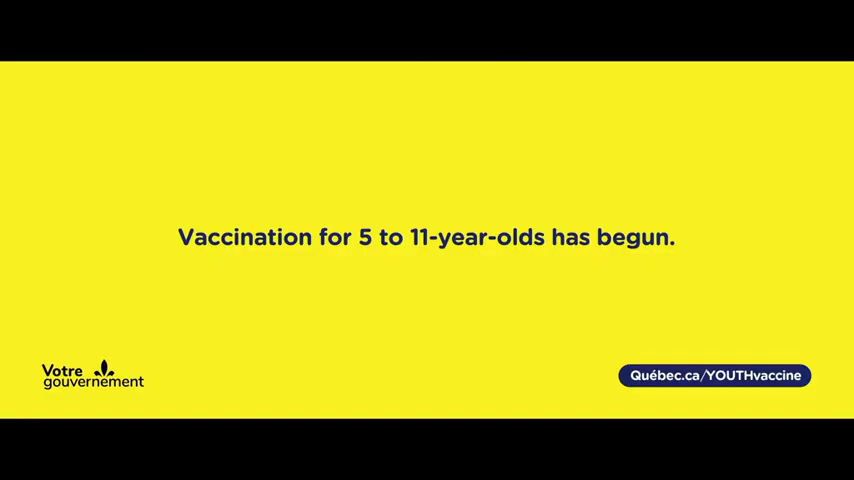 Vaccination for 5 to 11-year-olds has begun.
Votre
gouvernement
Québec.ca/YOUTHvaccine